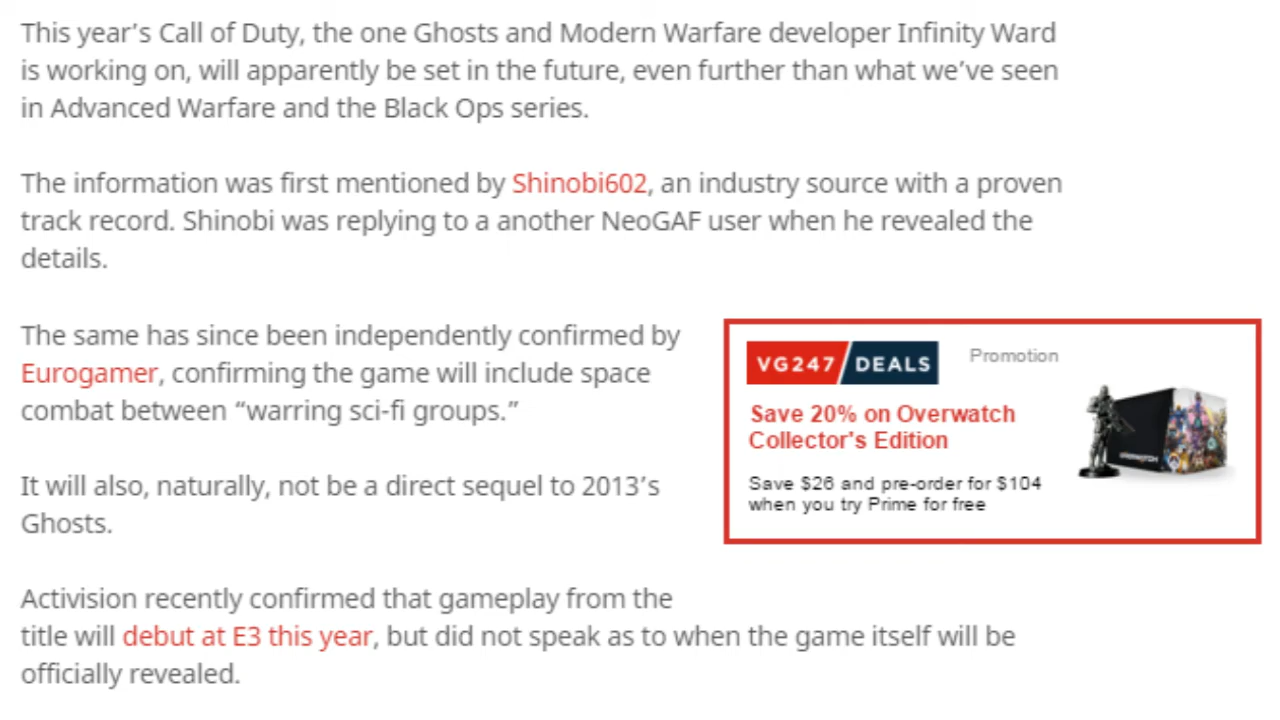 This year’s Call of Duty, the one Ghosts and Modern Warfare developer Infinity Ward
is working on, will apparently be set in the future, even further than what we’ve seen
in Advanced Warfare and the Black Ops series.
The information was first mentioned by Shinobi602, an industry source with a proven
track record. Shinobi was replying to a another NeoGAF user when he revealed the
details.
The same has since been independently confirmed by
Eurogamer, confirming the game will include space
combat between “warring sci-fi groups.”
It will also, naturally, not be a direct sequel to 2013’s
Ghosts.
VG247 DEALS Promotion
Save 20% on Overwatch
Collector's Edition
Save $26 and pre-order for $104
when you try Prime for free
OVERWATCH
Activision recently confirmed that gameplay from the
title will debut at E3 this year, but did not speak as to when the game itself will be
officially revealed.